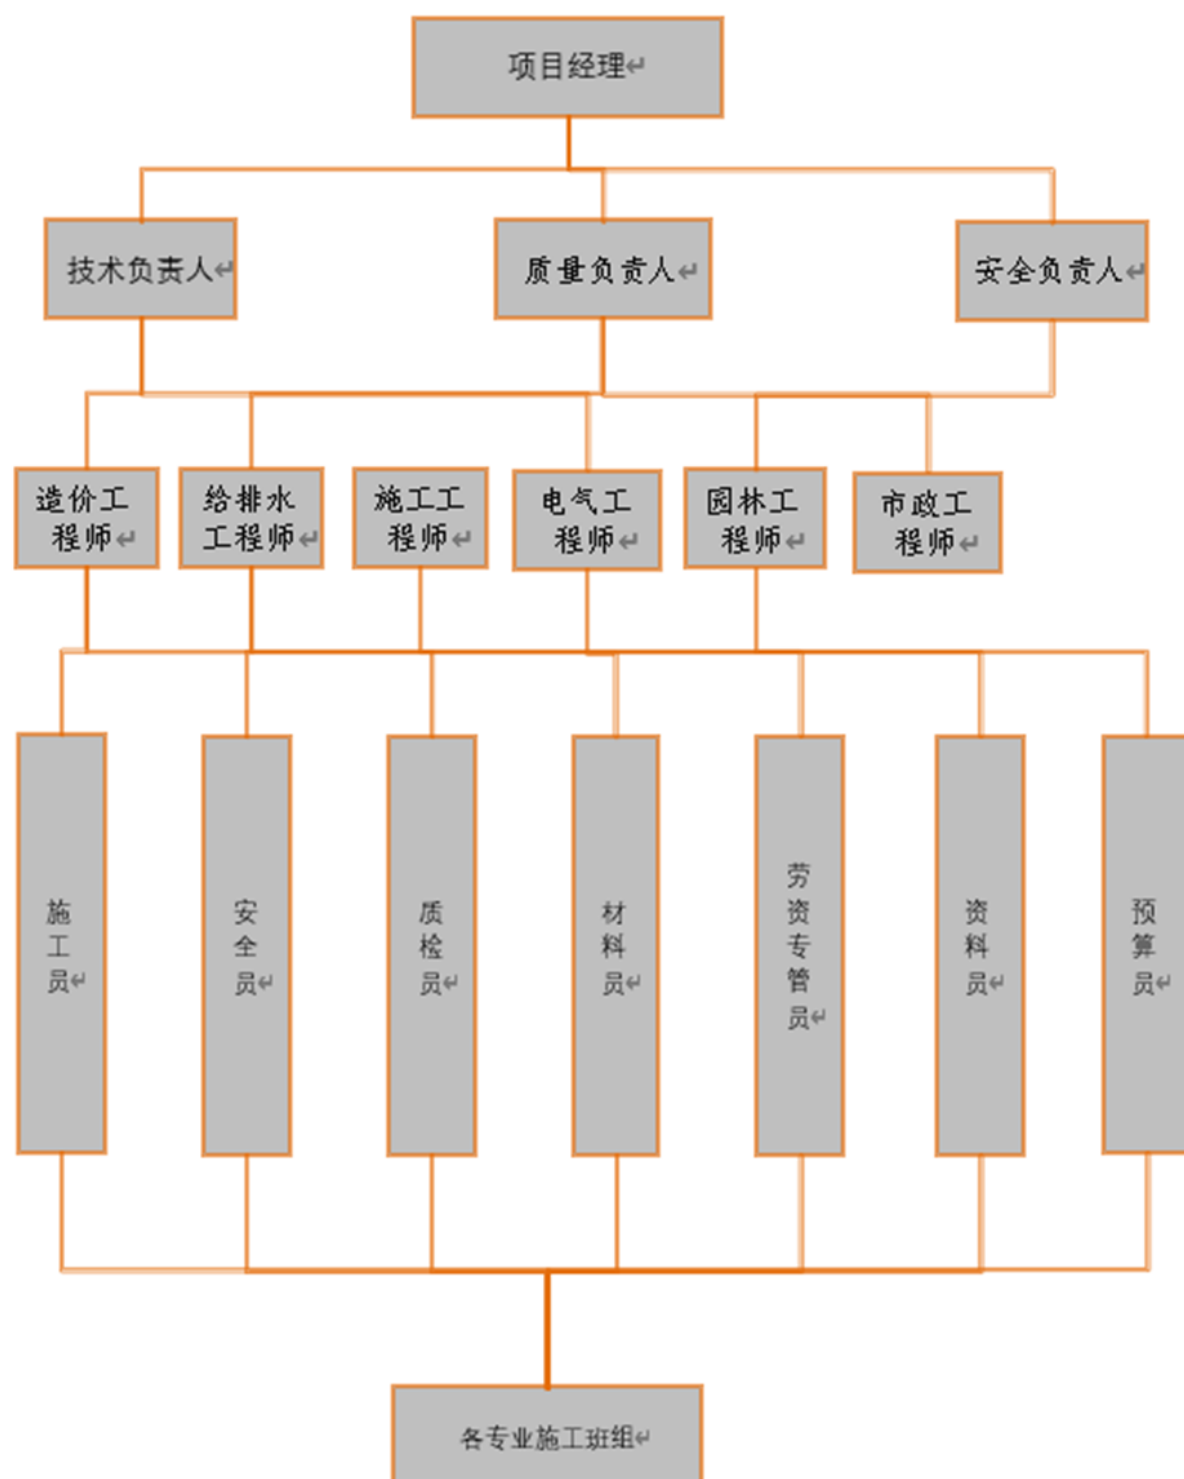 项目经理
技术负责人
质量负责人
安全负责人
造价工
程师
给排水
工程师
施工工
程师
电气工
程师
园林工
程师
市政工
程师
施
工
员
安
全
员
质
检
员
材
料
员
劳
资
专
管
员
资
料
员
预
算
员
各专业施工班组